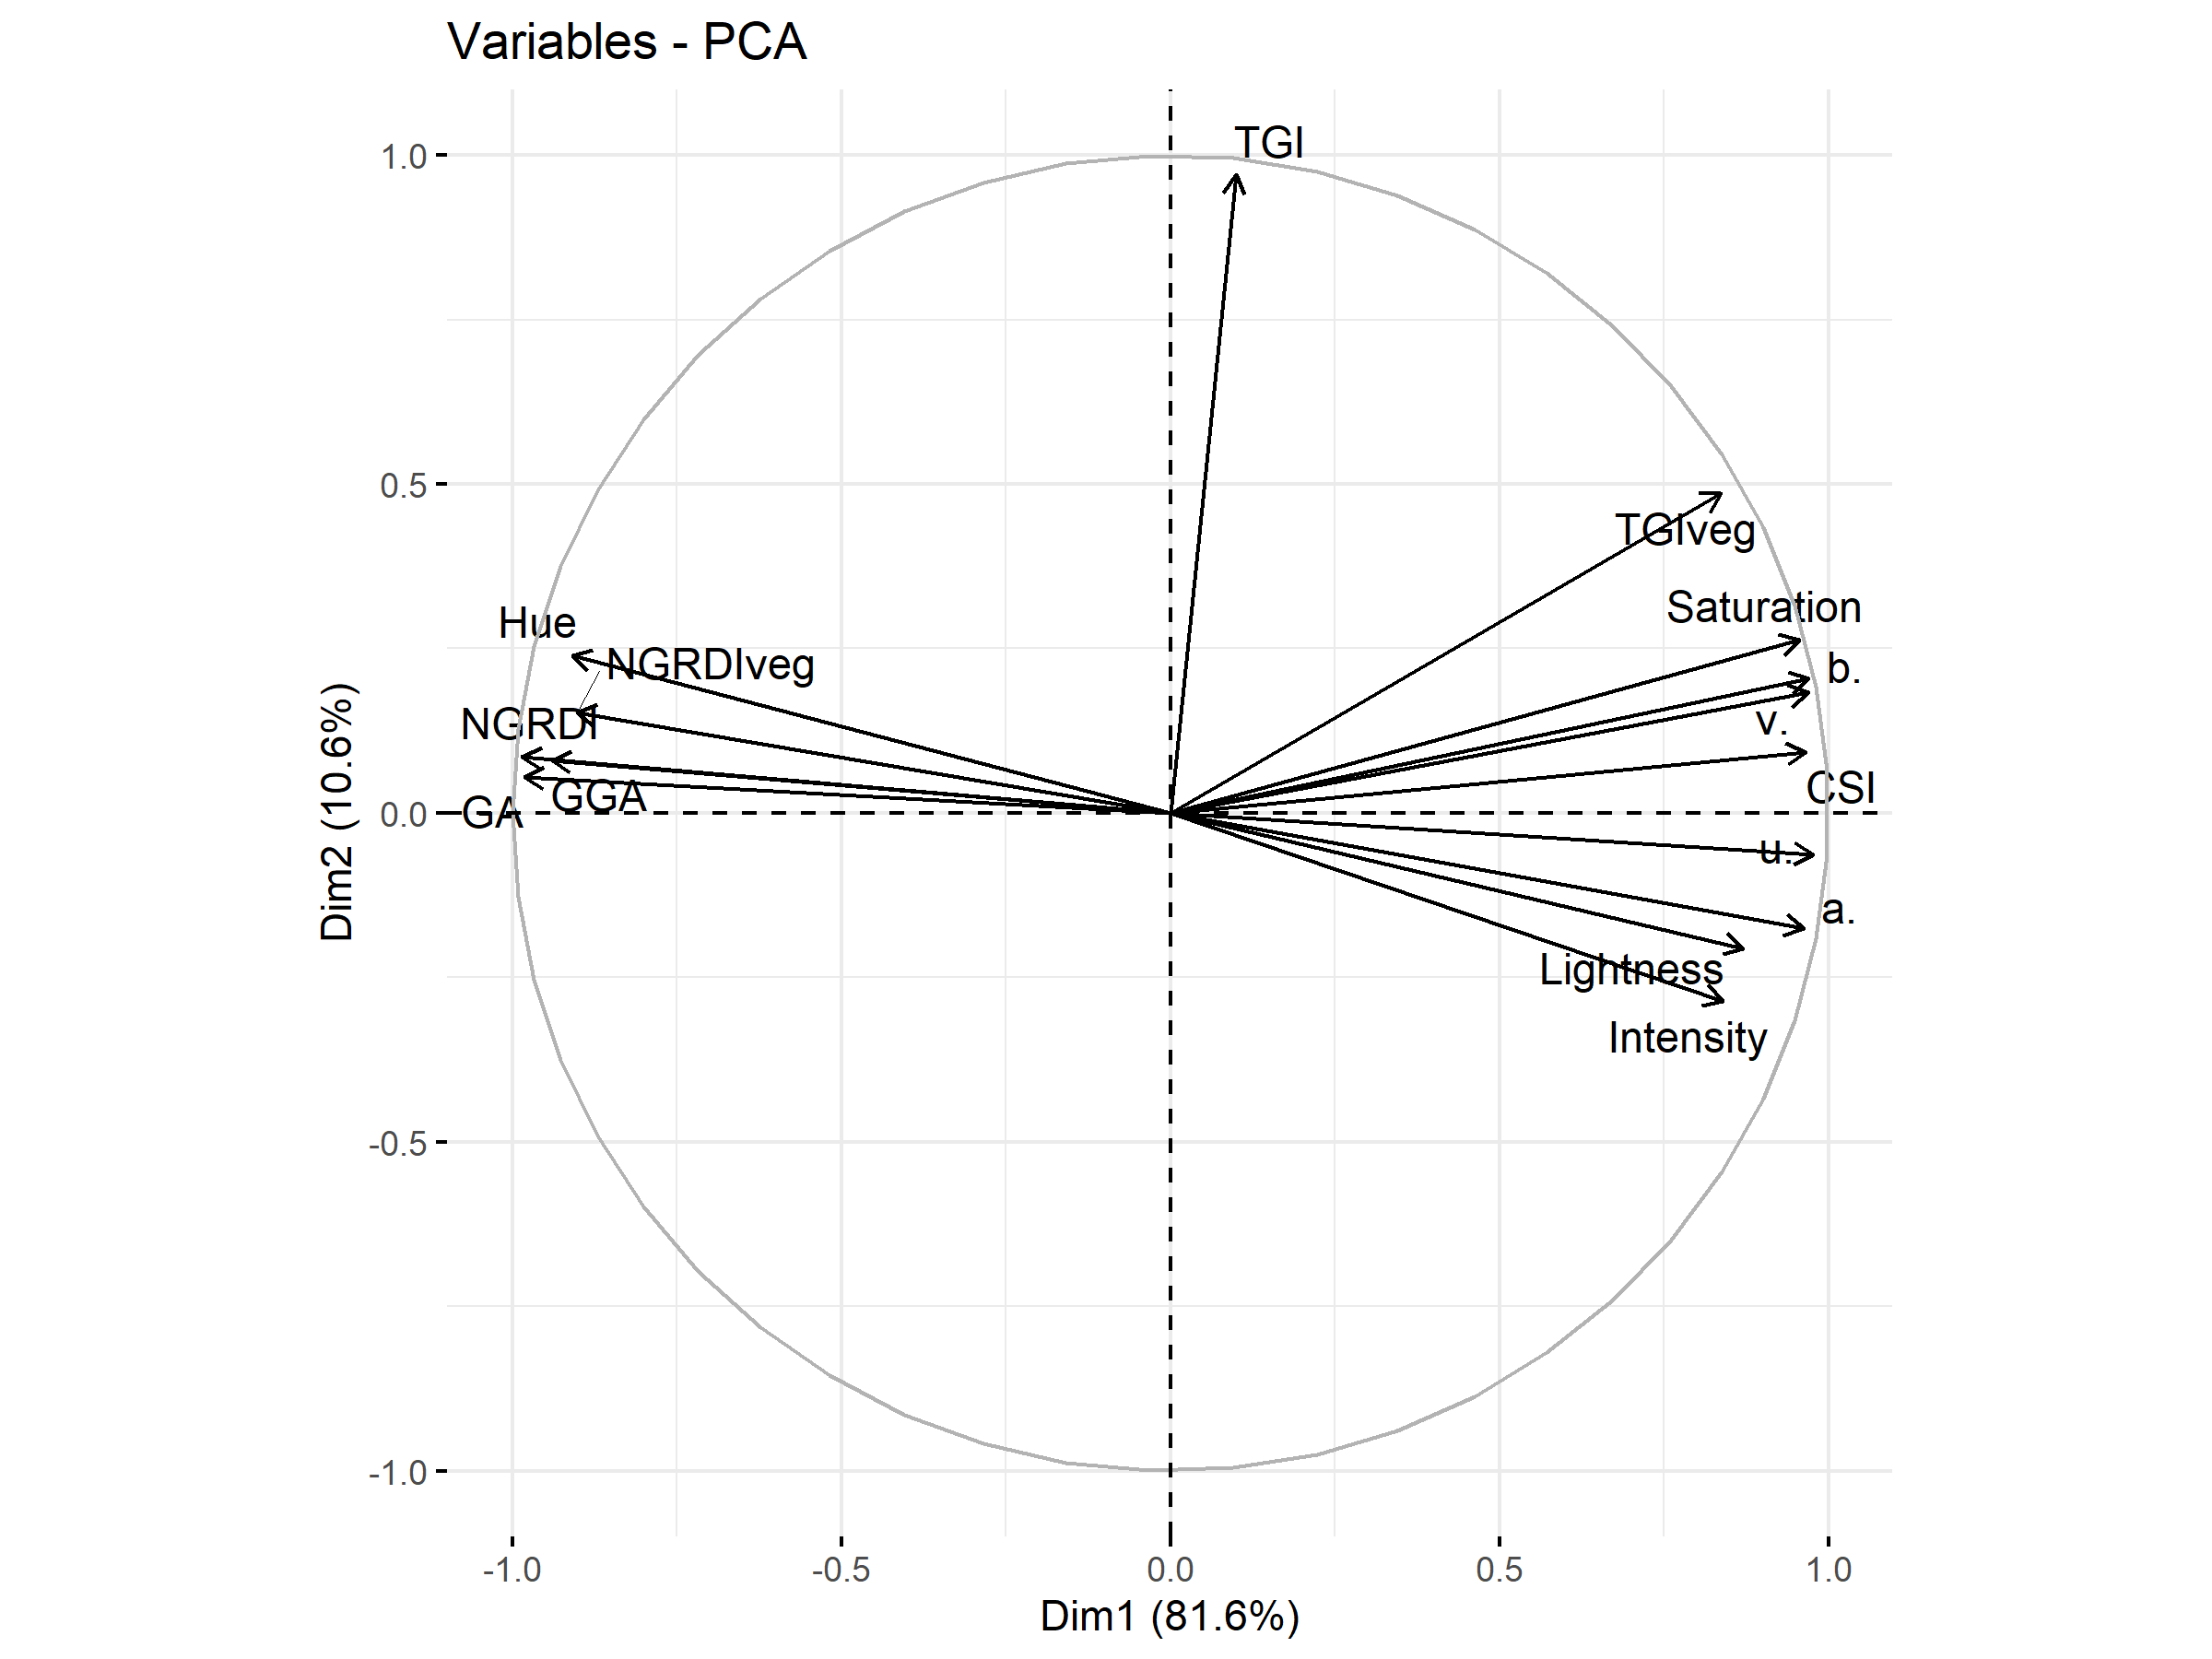 Variables - PCA
TGI
1.0
0.5
TGIveg
Saturation
Hue
b.
NGRDIveg
v.
NGRDI
CSI
GGA
GA
0.0
u.
a.
Lightness
Intensity
-0.5
-1.0
Dim2 (10.6%)
-1.0 -0.5 0.0 0.5 1.0
Dim1 (81.6%)